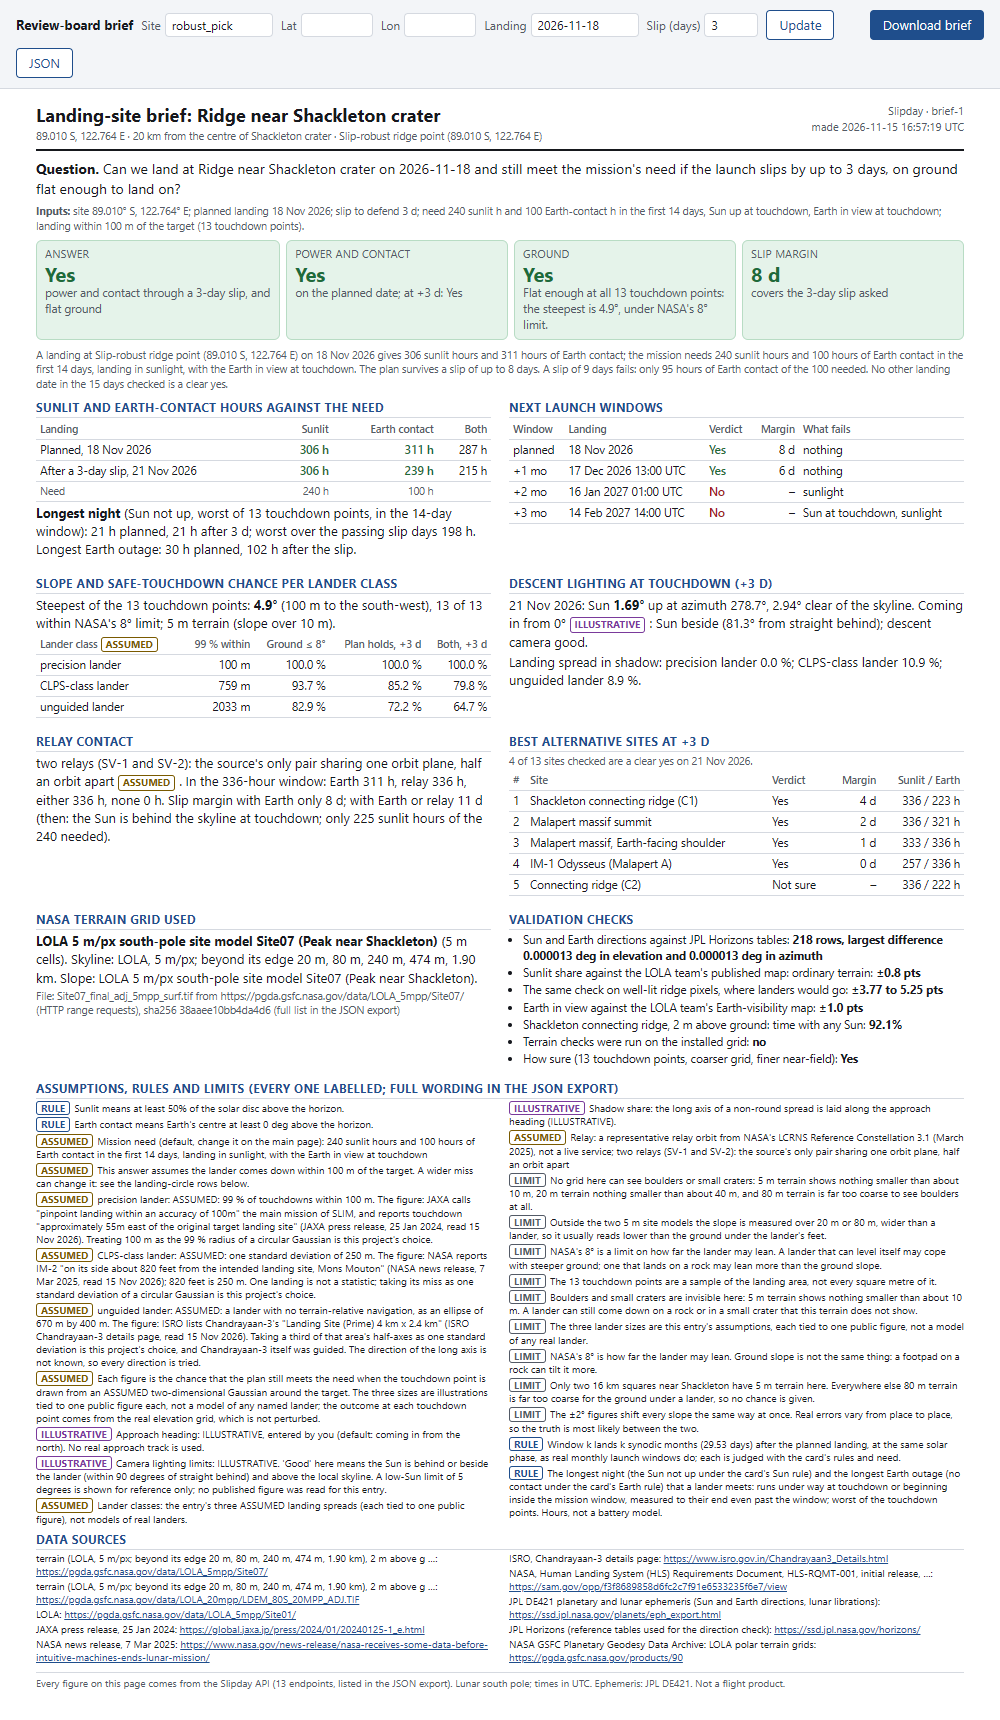 Review-board brief Site robust_pick Lat Lon Landing 2026-11-18 Slip (days) 3 Update Download brief
JSON
Landing-site brief: Ridge near Shackleton crater
Slipday · brief-1
89.010 S, 122.764 E · 20 km from the centre of Shackleton crater · Slip-robust ridge point (89.010 S, 122.764 E)
made 2026-11-15 16:57:19 UTC
Question. Can we land at Ridge near Shackleton crater on 2026-11-18 and still meet the mission's need if the launch slips by up to 3 days, on ground
flat enough to land on?
Inputs: site 89.010° S, 122.764° E; planned landing 18 Nov 2026; slip to defend 3 d; need 240 sunlit h and 100 Earth-contact h in the first 14 days, Sun up at touchdown, Earth in view at touchdown;
landing within 100 m of the target (13 touchdown points).
ANSWER
Yes
power and contact through a 3-day slip, and
flat ground
POWER AND CONTACT
Yes
on the planned date; at +3 d: Yes
GROUND
Yes
Flat enough at all 13 touchdown points:
the steepest is 4.9°, under NASA's 8°
limit.
SLIP MARGIN
8 d
covers the 3-day slip asked
A landing at Slip-robust ridge point (89.010 S, 122.764 E) on 18 Nov 2026 gives 306 sunlit hours and 311 hours of Earth contact; the mission needs 240 sunlit hours and 100 hours of Earth contact in the
first 14 days, landing in sunlight, with the Earth in view at touchdown. The plan survives a slip of up to 8 days. A slip of 9 days fails: only 95 hours of Earth contact of the 100 needed. No other landing
date in the 15 days checked is a clear yes.
SUNLIT AND EARTH-CONTACT HOURS AGAINST THE NEED
Landing Sunlit Earth contact Both
Planned, 18 Nov 2026 306 h 311 h 287 h
After a 3-day slip, 21 Nov 2026 306 h 239 h 215 h
Need 240 h 100 h
Longest night (Sun not up, worst of 13 touchdown points, in the 14-day
window): 21 h planned, 21 h after 3 d; worst over the passing slip days 198 h.
Longest Earth outage: 30 h planned, 102 h after the slip.
NEXT LAUNCH WINDOWS
Window Landing Verdict Margin What fails
planned 18 Nov 2026 Yes 8 d nothing
+1 mo 17 Dec 2026 13:00 UTC Yes 6 d nothing
+2 mo 16 Jan 2027 01:00 UTC No – sunlight
+3 mo 14 Feb 2027 14:00 UTC No – Sun at touchdown, sunlight
SLOPE AND SAFE-TOUCHDOWN CHANCE PER LANDER CLASS
Steepest of the 13 touchdown points: 4.9° (100 m to the south-west), 13 of 13
within NASA's 8° limit; 5 m terrain (slope over 10 m).
Lander class ASSUMED 99 % within Ground ≤ 8° Plan holds, +3 d Both, +3 d
precision lander 100 m 100.0 % 100.0 % 100.0 %
CLPS-class lander 759 m 93.7 % 85.2 % 79.8 %
unguided lander 2033 m 82.9 % 72.2 % 64.7 %
DESCENT LIGHTING AT TOUCHDOWN (+3 D)
21 Nov 2026: Sun 1.69° up at azimuth 278.7°, 2.94° clear of the skyline. Coming
in from 0° ILLUSTRATIVE : Sun beside (81.3° from straight behind); descent
camera good.
Landing spread in shadow: precision lander 0.0 %; CLPS-class lander 10.9 %;
unguided lander 8.9 %.
RELAY CONTACT
two relays (SV-1 and SV-2): the source's only pair sharing one orbit plane, half
an orbit apart ASSUMED . In the 336-hour window: Earth 311 h, relay 336 h,
either 336 h, none 0 h. Slip margin with Earth only 8 d; with Earth or relay 11 d
(then: the Sun is behind the skyline at touchdown; only 225 sunlit hours of the
240 needed).
BEST ALTERNATIVE SITES AT +3 D
4 of 13 sites checked are a clear yes on 21 Nov 2026.
# Site Verdict Margin Sunlit / Earth
1 Shackleton connecting ridge (C1) Yes 4 d 336 / 223 h
2 Malapert massif summit Yes 2 d 336 / 321 h
3 Malapert massif, Earth-facing shoulder Yes 1 d 333 / 336 h
4 IM-1 Odysseus (Malapert A) Yes 0 d 257 / 336 h
5 Connecting ridge (C2) Not sure – 336 / 222 h
NASA TERRAIN GRID USED
LOLA 5 m/px south-pole site model Site07 (Peak near Shackleton) (5 m
cells). Skyline: LOLA, 5 m/px; beyond its edge 20 m, 80 m, 240 m, 474 m, 1.90
km. Slope: LOLA 5 m/px south-pole site model Site07 (Peak near Shackleton).
File: Site07_final_adj_5mpp_surf.tif from https://pgda.gsfc.nasa.gov/data/LOLA_5mpp/Site07/
(HTTP range requests), sha256 38aaee10bb4da4d6 (full list in the JSON export)
VALIDATION CHECKS
• Sun and Earth directions against JPL Horizons tables: 218 rows, largest difference
0.000013 deg in elevation and 0.000013 deg in azimuth
• Sunlit share against the LOLA team's published map: ordinary terrain: ±0.8 pts
• The same check on well-lit ridge pixels, where landers would go: ±3.77 to 5.25 pts
• Earth in view against the LOLA team's Earth-visibility map: ±1.0 pts
• Shackleton connecting ridge, 2 m above ground: time with any Sun: 92.1%
• Terrain checks were run on the installed grid: no
• How sure (13 touchdown points, coarser grid, finer near-field): Yes
ASSUMPTIONS, RULES AND LIMITS (EVERY ONE LABELLED; FULL WORDING IN THE JSON EXPORT)
RULE Sunlit means at least 50% of the solar disc above the horizon.
RULE Earth contact means Earth's centre at least 0 deg above the horizon.
ASSUMED Mission need (default, change it on the main page): 240 sunlit hours and 100 hours of
Earth contact in the first 14 days, landing in sunlight, with the Earth in view at touchdown
ASSUMED This answer assumes the lander comes down within 100 m of the target. A wider miss
can change it: see the landing-circle rows below.
ASSUMED precision lander: ASSUMED: 99 % of touchdowns within 100 m. The figure: JAXA calls
"pinpoint landing within an accuracy of 100m" the main mission of SLIM, and reports touchdown
"approximately 55m east of the original target landing site" (JAXA press release, 25 Jan 2024, read 15
Nov 2026). Treating 100 m as the 99 % radius of a circular Gaussian is this project's choice.
ASSUMED CLPS-class lander: ASSUMED: one standard deviation of 250 m. The figure: NASA reports
IM-2 "on its side about 820 feet from the intended landing site, Mons Mouton" (NASA news release, 7
Mar 2025, read 15 Nov 2026); 820 feet is 250 m. One landing is not a statistic; taking its miss as one
standard deviation of a circular Gaussian is this project's choice.
ASSUMED unguided lander: ASSUMED: a lander with no terrain-relative navigation, as an ellipse of
670 m by 400 m. The figure: ISRO lists Chandrayaan-3's "Landing Site (Prime) 4 km x 2.4 km" (ISRO
Chandrayaan-3 details page, read 15 Nov 2026). Taking a third of that area's half-axes as one standard
deviation is this project's choice, and Chandrayaan-3 itself was guided. The direction of the long axis is
not known, so every direction is tried.
ASSUMED Each figure is the chance that the plan still meets the need when the touchdown point is
drawn from an ASSUMED two-dimensional Gaussian around the target. The three sizes are illustrations
tied to one public figure each, not a model of any named lander; the outcome at each touchdown
point comes from the real elevation grid, which is not perturbed.
ILLUSTRATIVE Approach heading: ILLUSTRATIVE, entered by you (default: coming in from the
north). No real approach track is used.
ILLUSTRATIVE Camera lighting limits: ILLUSTRATIVE. 'Good' here means the Sun is behind or beside
the lander (within 90 degrees of straight behind) and above the local skyline. A low-Sun limit of 5
degrees is shown for reference only; no published figure was read for this entry.
ASSUMED Lander classes: the entry's three ASSUMED landing spreads (each tied to one public
figure), not models of real landers.
ILLUSTRATIVE Shadow share: the long axis of a non-round spread is laid along the approach
heading (ILLUSTRATIVE).
ASSUMED Relay: a representative relay orbit from NASA's LCRNS Reference Constellation 3.1 (March
2025), not a live service; two relays (SV-1 and SV-2): the source's only pair sharing one orbit plane, half
an orbit apart
LIMIT No grid here can see boulders or small craters: 5 m terrain shows nothing smaller than about
10 m, 20 m terrain nothing smaller than about 40 m, and 80 m terrain is far too coarse to see boulders
at all.
LIMIT Outside the two 5 m site models the slope is measured over 20 m or 80 m, wider than a
lander, so it usually reads lower than the ground under the lander's feet.
LIMIT NASA's 8° is a limit on how far the lander may lean. A lander that can level itself may cope
with steeper ground; one that lands on a rock may lean more than the ground slope.
LIMIT The 13 touchdown points are a sample of the landing area, not every square metre of it.
LIMIT Boulders and small craters are invisible here: 5 m terrain shows nothing smaller than about 10
m. A lander can still come down on a rock or in a small crater that this terrain does not show.
LIMIT The three lander sizes are this entry's assumptions, each tied to one public figure, not a model
of any real lander.
LIMIT NASA's 8° is how far the lander may lean. Ground slope is not the same thing: a footpad on a
rock can tilt it more.
LIMIT Only two 16 km squares near Shackleton have 5 m terrain here. Everywhere else 80 m terrain
is far too coarse for the ground under a lander, so no chance is given.
LIMIT The ±2° figures shift every slope the same way at once. Real errors vary from place to place,
so the truth is most likely between the two.
RULE Window k lands k synodic months (29.53 days) after the planned landing, at the same solar
phase, as real monthly launch windows do; each is judged with the card's rules and need.
RULE The longest night (the Sun not up under the card's Sun rule) and the longest Earth outage (no
contact under the card's Earth rule) that a lander meets: runs under way at touchdown or beginning
inside the mission window, measured to their end even past the window; worst of the touchdown
points. Hours, not a battery model.
DATA SOURCES
terrain (LOLA, 5 m/px; beyond its edge 20 m, 80 m, 240 m, 474 m, 1.90 km), 2 m above g ...:
https://pgda.gsfc.nasa.gov/data/LOLA_5mpp/Site07/
terrain (LOLA, 5 m/px; beyond its edge 20 m, 80 m, 240 m, 474 m, 1.90 km), 2 m above g ...:
https://pgda.gsfc.nasa.gov/data/LOLA_20mpp/LDEM_80S_20MPP_ADJ.TIF
LOLA: https://pgda.gsfc.nasa.gov/data/LOLA_5mpp/Site01/
JAXA press release, 25 Jan 2024: https://global.jaxa.jp/press/2024/01/20240125-1_e.html
NASA news release, 7 Mar 2025: https://www.nasa.gov/news-release/nasa-receives-some-data-before-
intuitive-machines-ends-lunar-mission/
ISRO, Chandrayaan-3 details page: https://www.isro.gov.in/Chandrayaan3_Details.html
NASA, Human Landing System (HLS) Requirements Document, HLS-RQMT-001, initial release, ...:
https://sam.gov/opp/f3f8689858d6fc2c7f91e6533235f6e7/view
JPL DE421 planetary and lunar ephemeris (Sun and Earth directions, lunar librations):
https://ssd.jpl.nasa.gov/planets/eph_export.html
JPL Horizons (reference tables used for the direction check): https://ssd.jpl.nasa.gov/horizons/
NASA GSFC Planetary Geodesy Data Archive: LOLA polar terrain grids:
https://pgda.gsfc.nasa.gov/products/90
Every figure on this page comes from the Slipday API (13 endpoints, listed in the JSON export). Lunar south pole; times in UTC. Ephemeris: JPL DE421. Not a flight product.